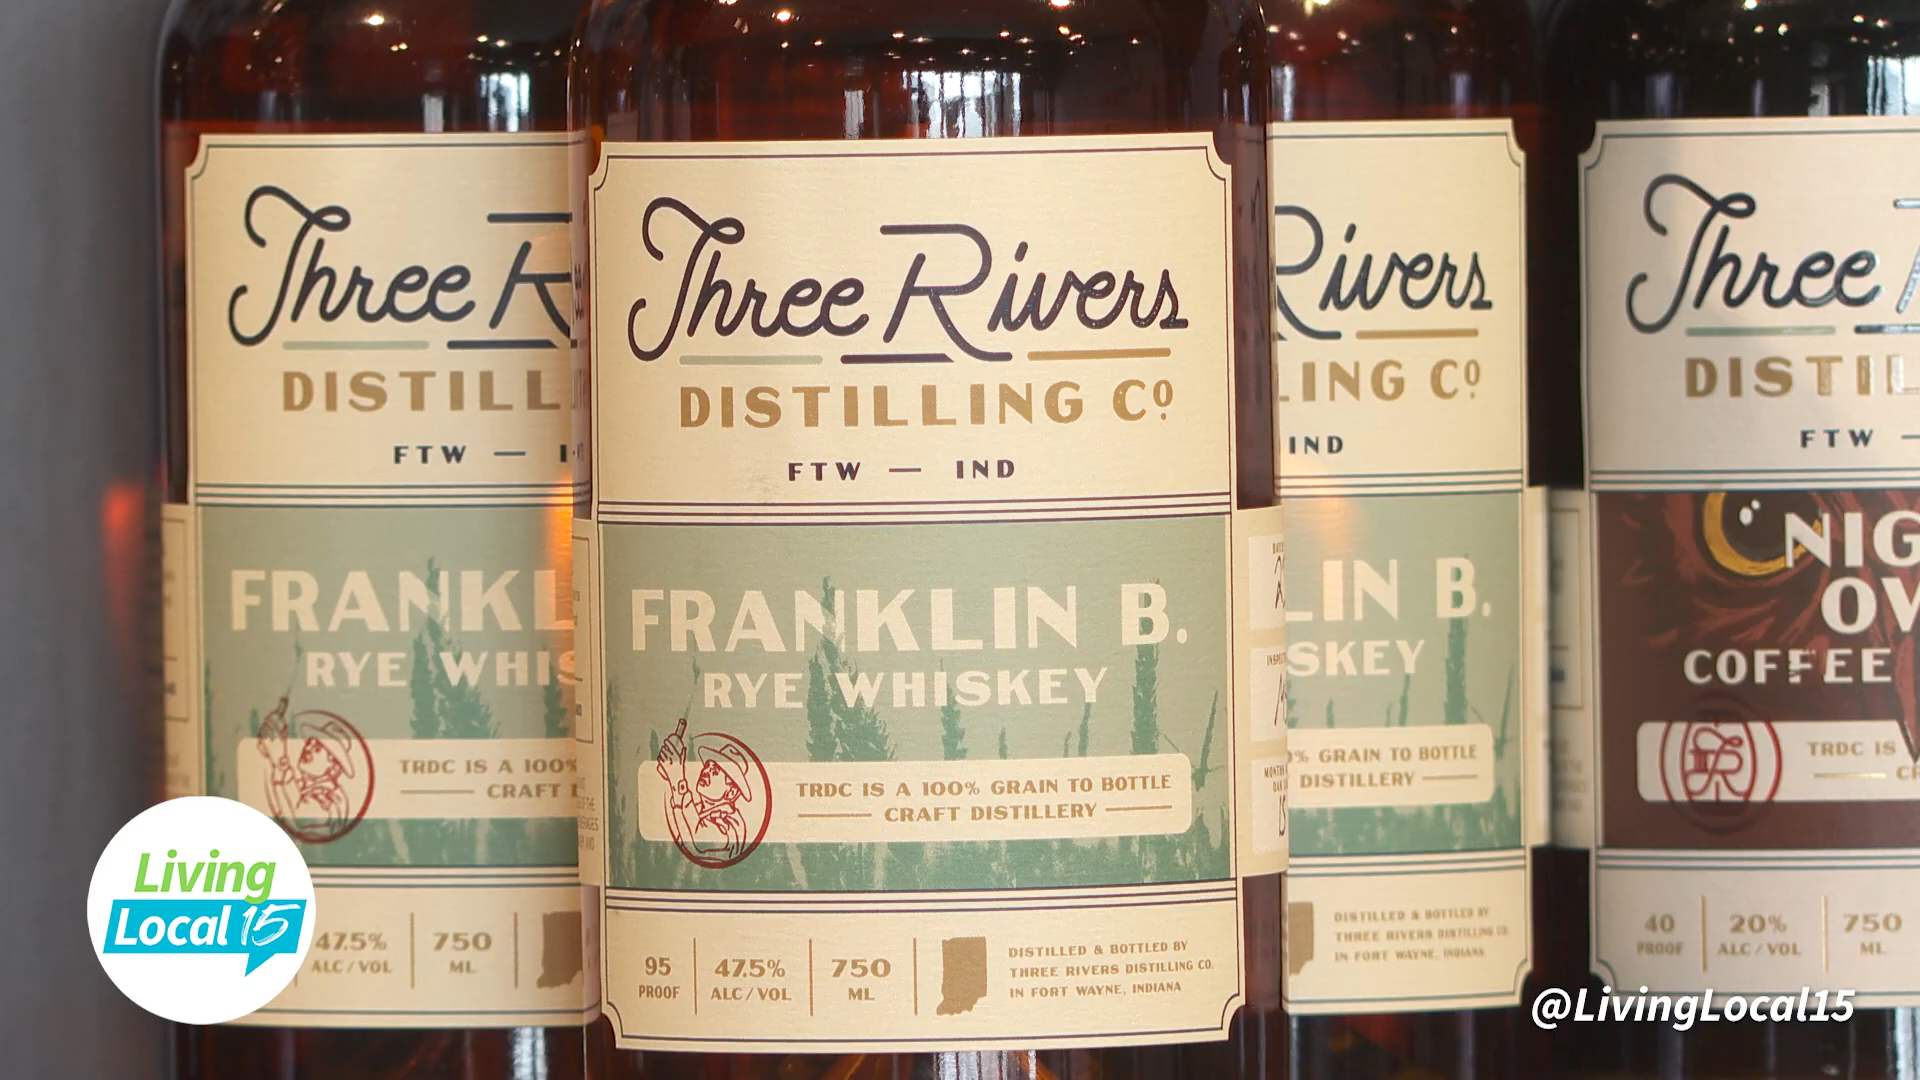 Three R
DISTILL
FTW — I
FRANKL
RYE WHIS
TRDC IS A 100%
CRAFT
47.5%
ALC/VOL
750
ML
Three Rivers
DISTILLING Cº
FTW — IND
FRANKLIN B.
RYE WHISKEY
TRDC IS A 100% GRAIN TO BOTTLE
CRAFT DISTILLERY
95
PROOF
47.5%
ALC/VOL
750
ML
DISTILLED & BOTTLED BY
THREE RIVERS DISTILLING CO.
IN FORT WAYNE, INDIANA
Rivers
LING Cº
IND
LIN B.
SKEY
% GRAIN TO BOTTLE
DISTILLERY
DISTILLED & BOTTLED BY
THREE RIVERS DISTILLING CO.
IN FORT WAYNE, INDIANA
Three
DISTIL
FTW —
NIG
OW
COFFEE
TRDC IS
CR
40
PROOF
20%
ALC/VOL
750
ML
Living
Local 15
@LivingLocal15